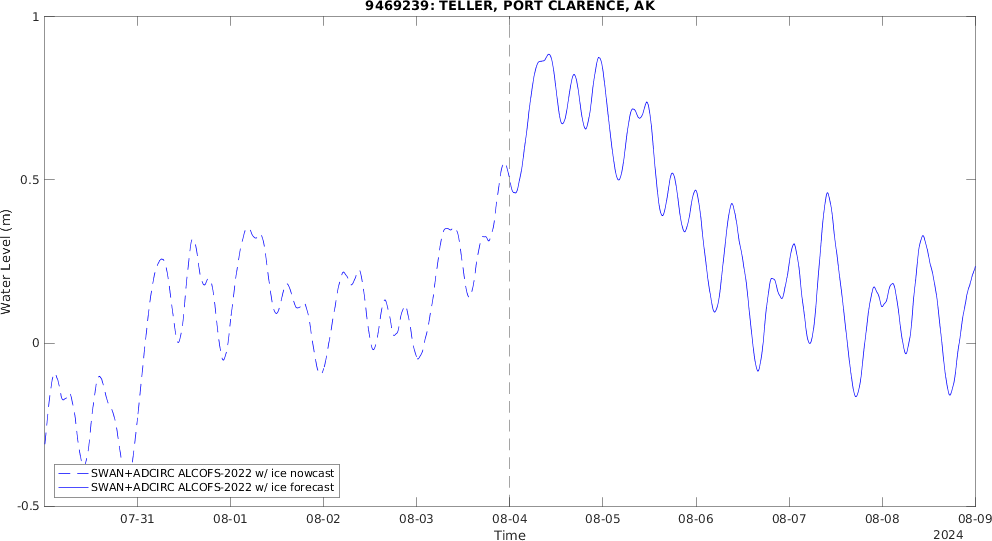 9469239: TELLER, PORT CLARENCE, AK
1
0.5
0
-0.5
Water Level (m)
SWAN+ADCIRC ALCOFS-2022 w/ ice nowcast
SWAN+ADCIRC ALCOFS-2022 w/ ice forecast
07-31 08-01 08-02 08-03 08-04 08-05 08-06 08-07 08-08 08-09
Time
2024